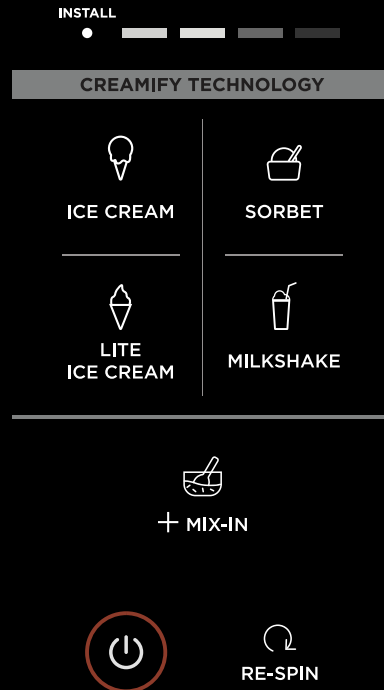 INSTALL
CREAMIFY TECHNOLOGY
ICE CREAM
SORBET
LITE
ICE CREAM
MILKSHAKE
+ MIX-IN
RE-SPIN